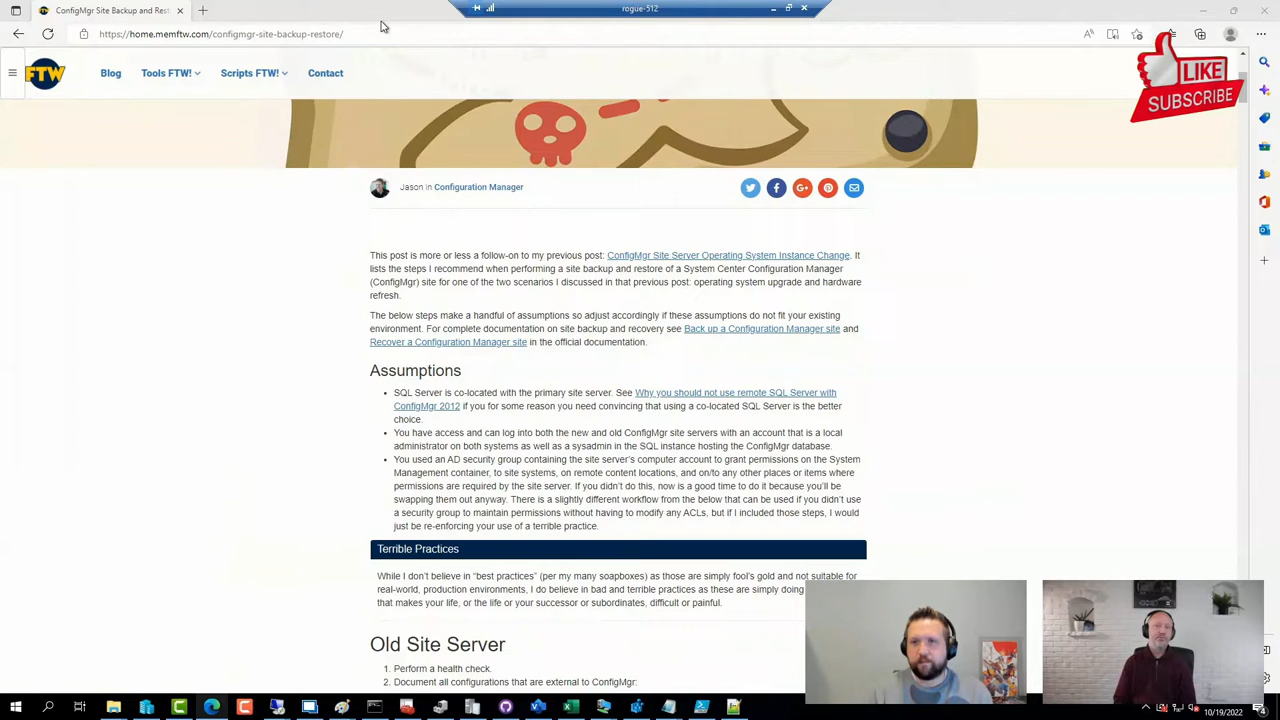 ConfigMgr Site Backup and Rest
rogue-512
https://home.memftw.com/configmgr-site-backup-restore/
FTW
Blog
Tools FTW!
Scripts FTW!
Contact
LIKE
SUBSCRIBE
Jason in Configuration Manager
This post is more or less a follow-on to my previous post: ConfigMgr Site Server Operating System Instance Change. It
lists the steps I recommend when performing a site backup and restore of a System Center Configuration Manager
(ConfigMgr) site for one of the two scenarios I discussed in that previous post: operating system upgrade and hardware
refresh.
The below steps make a handful of assumptions so adjust accordingly if these assumptions do not fit your existing
environment. For complete documentation on site backup and recovery see Back up a Configuration Manager site and
Recover a Configuration Manager site in the official documentation.
Assumptions
• SQL Server is co-located with the primary site server. See Why you should not use remote SQL Server with
ConfigMgr 2012 if you for some reason you need convincing that using a co-located SQL Server is the better
choice.
• You have access and can log into both the new and old ConfigMgr site servers with an account that is a local
administrator on both systems as well as a sysadmin in the SQL instance hosting the ConfigMgr database.
• You used an AD security group containing the site server's computer account to grant permissions on the System
Management container, to site systems, on remote content locations, and on/to any other places or items where
permissions are required by the site server. If you didn't do this, now is a good time to do it because you'll be
swapping them out anyway. There is a slightly different workflow from the below that can be used if you didn't use
a security group to maintain permissions without having to modify any ACLs, but if I included those steps, I would
just be re-enforcing your use of a terrible practice.
Terrible Practices
While I don't believe in "best practices" (per my many soapboxes) as those are simply fool's gold and not suitable for
real-world, production environments, I do believe in bad and terrible practices as these are simply doing
that makes your life, or the life or your successor or subordinates, difficult or painful.
Old Site Server
1. Perform a health check.
2. Document all configurations that are external to ConfigMgr:
10/19/2022
4